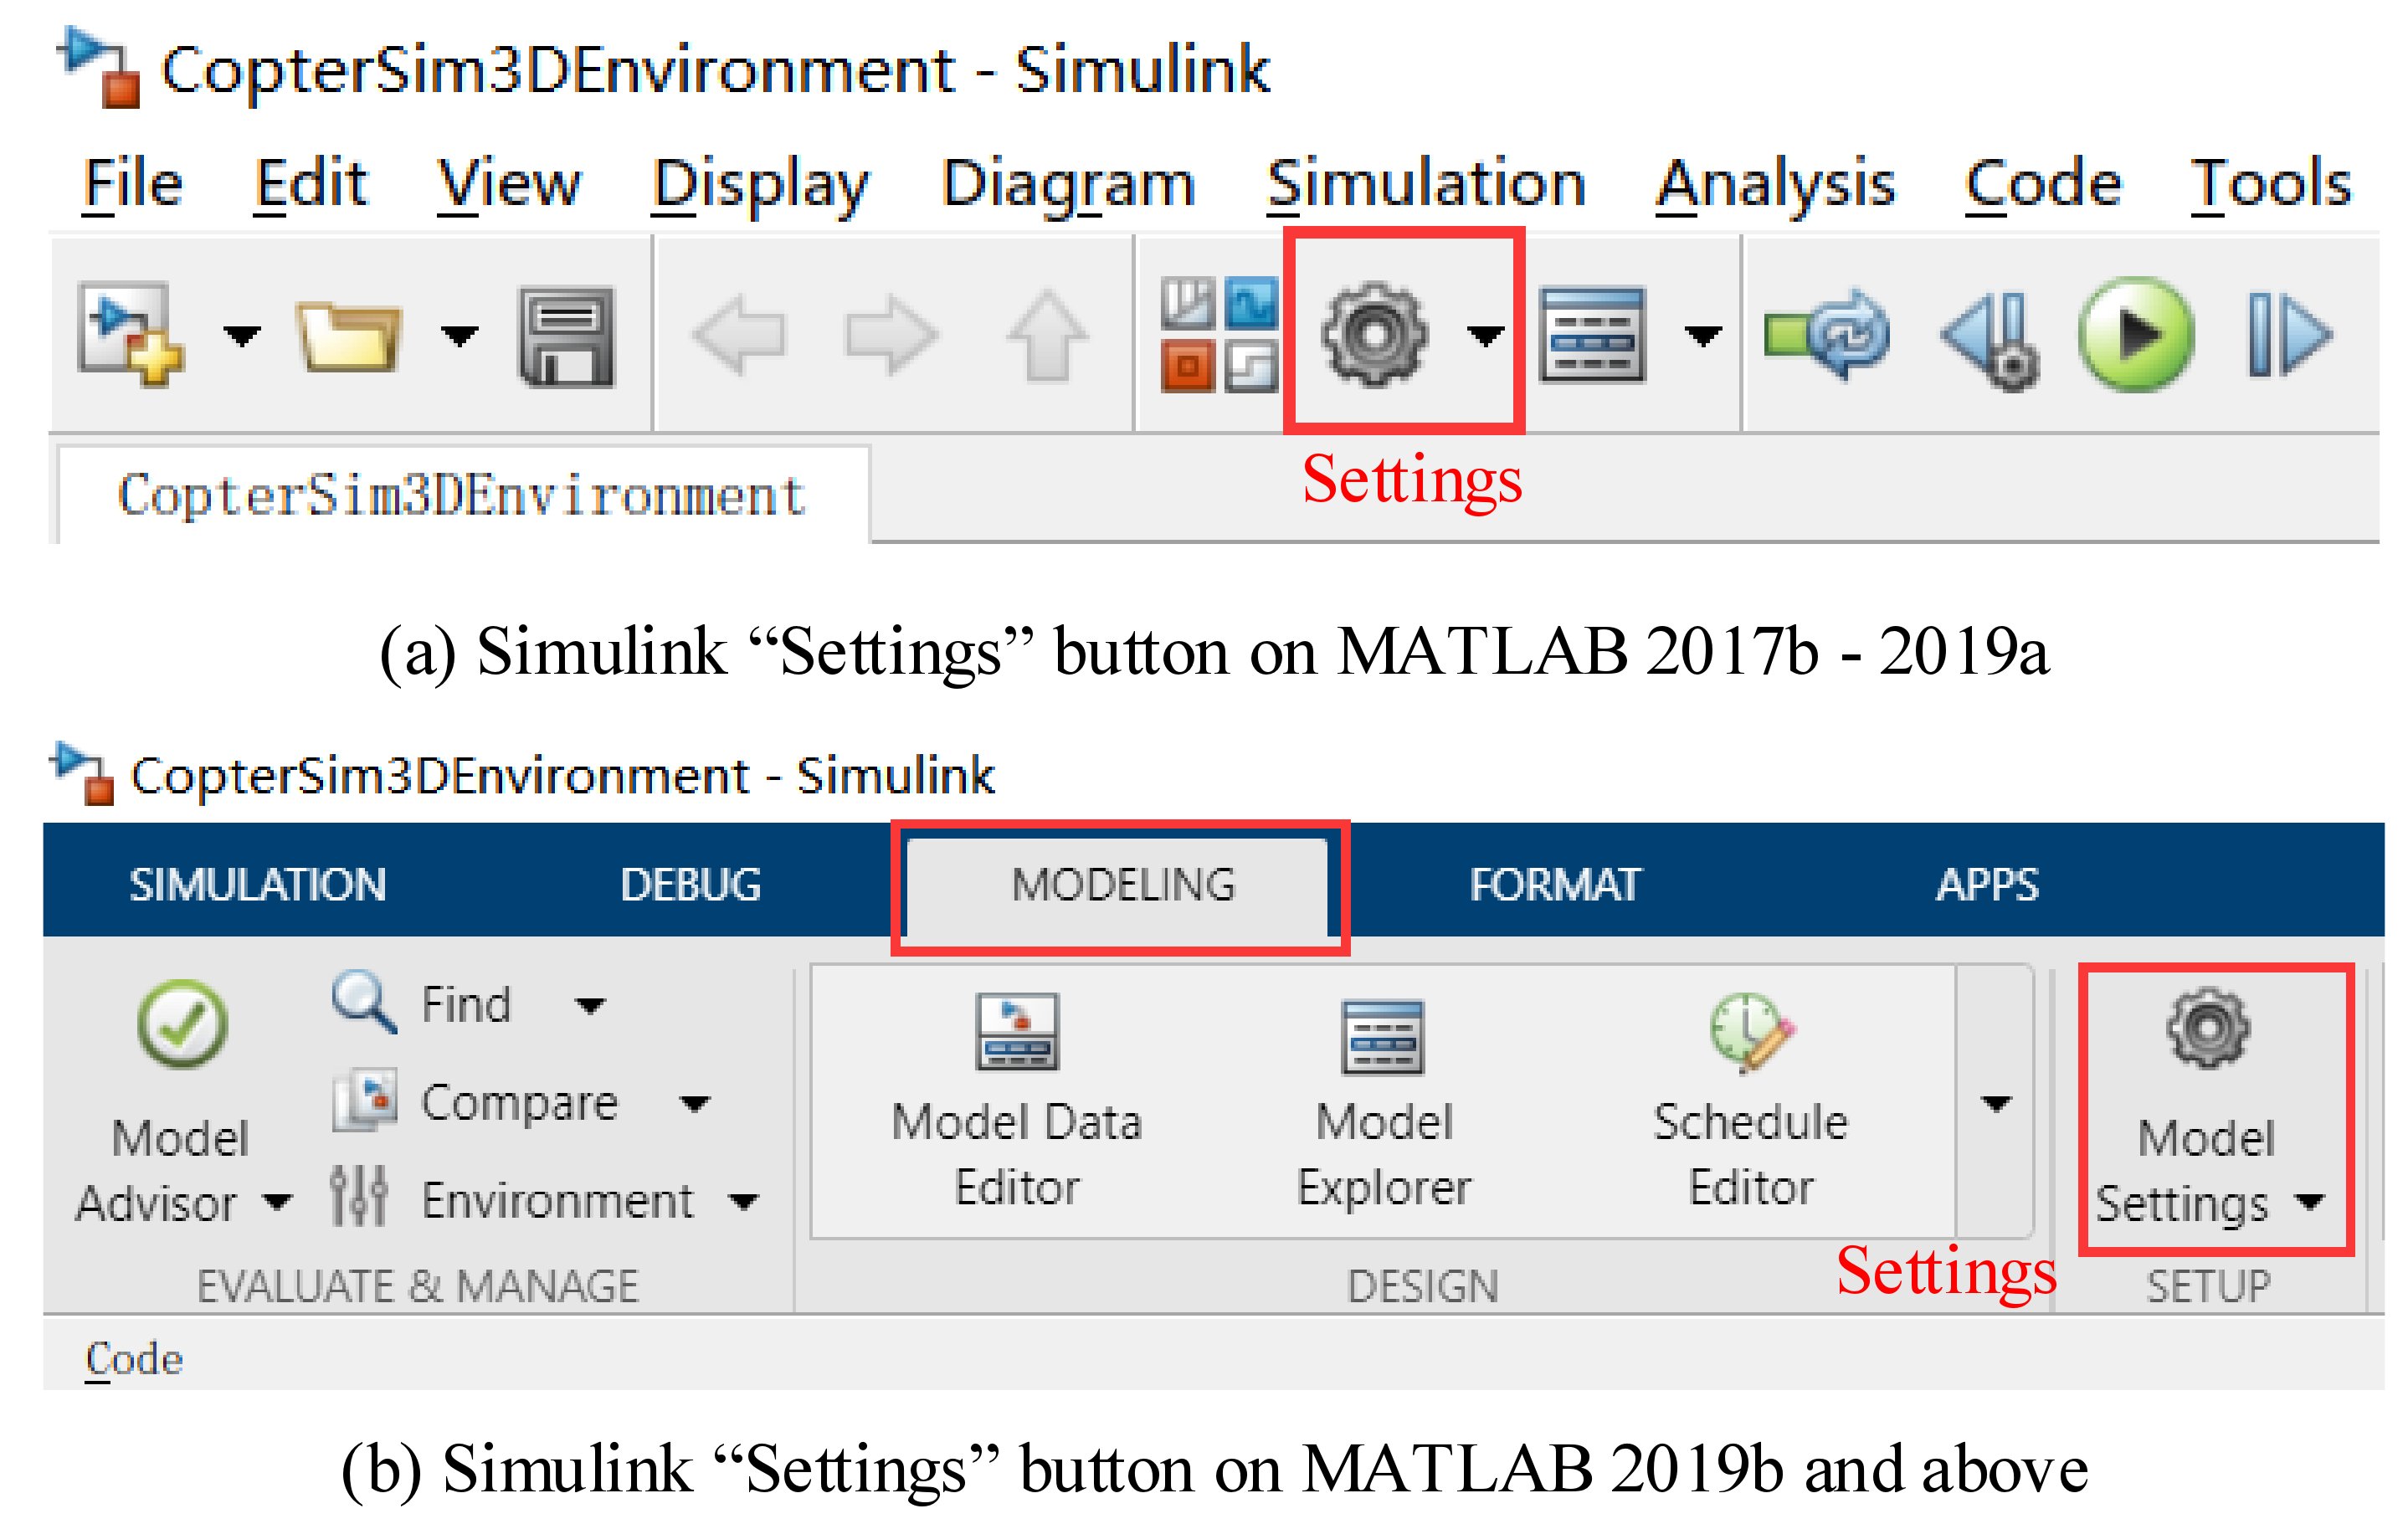 CopterSim3DEnvironment - Simulink
File Edit View Display Diagram Simulation Analysis Code Tools
Settings
CopterSim3DEnvironment
(a) Simulink “Settings” button on MATLAB 2017b - 2019a
CopterSim3DEnvironment - Simulink
SIMULATION DEBUG MODELING FORMAT APPS
Model
Advisor
Find
Compare
Environment
EVALUATE & MANAGE
Model Data
Editor
Model
Explorer
Schedule
Editor
DESIGN
Settings
Model
Settings
SETUP
Code
(b) Simulink “Settings” button on MATLAB 2019b and above